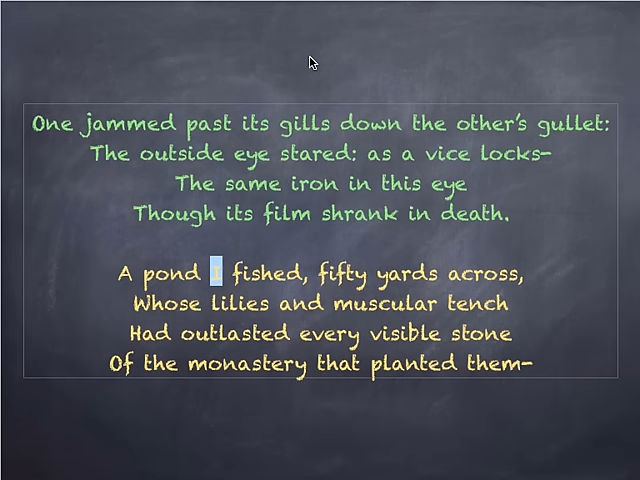 One jammed past its gills down the other's gullet:
The outside eye stared: as a vice locks-
The same iron in this eye
Though its film shrank in death.
A pond I fished, fifty yards across,
Whose lilies and muscular tench
Had outlasted every visible stone
Of the monastery that planted them-